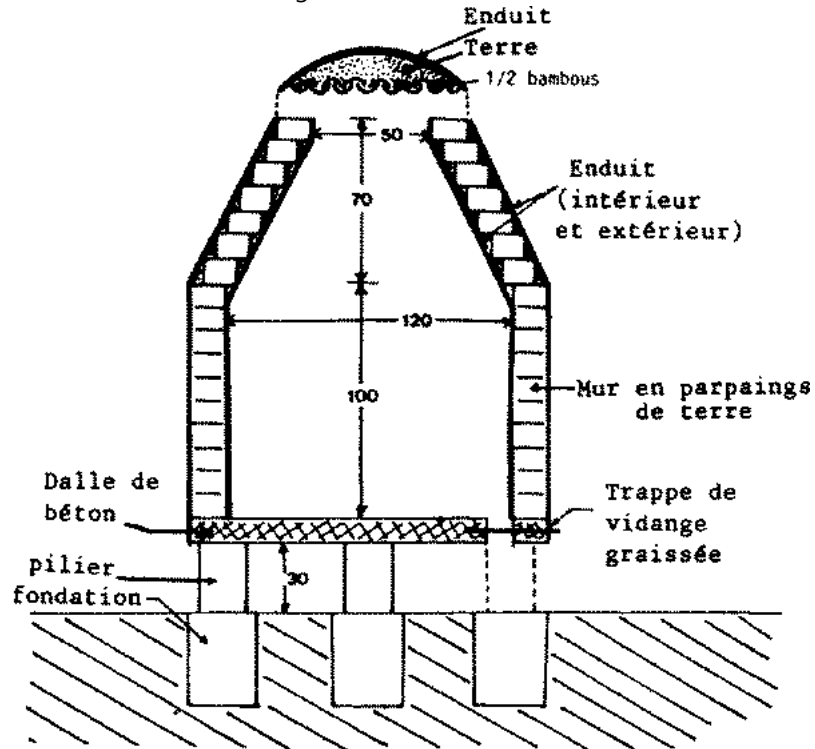 Enduit
Terre
1/2 bambous
50
Enduit
(intérieur
et extérieur)
70
120
100
Mur en parpaings
de terre
Dalle de
béton
Trappe de
vidange
graissée
pilier
30
fondation